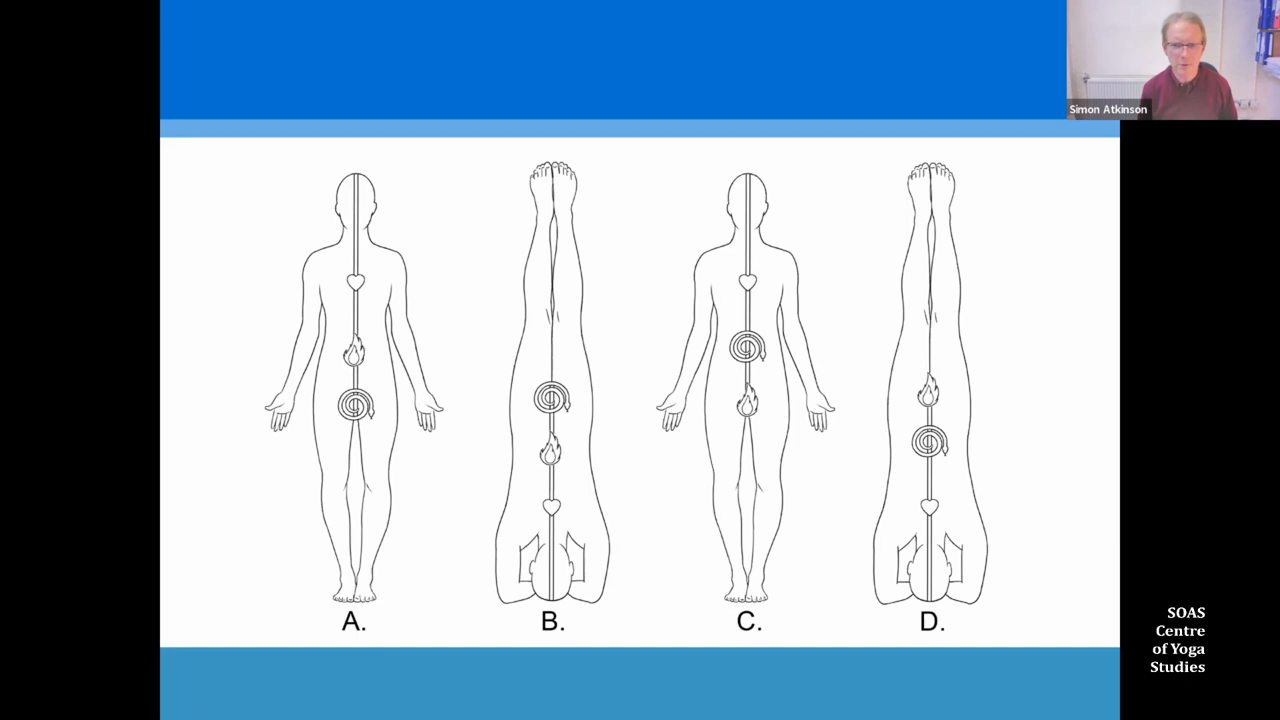 Simon Atkinson
A.
B.
C.
D.
SOAS
Centre
of Yoga
Studies